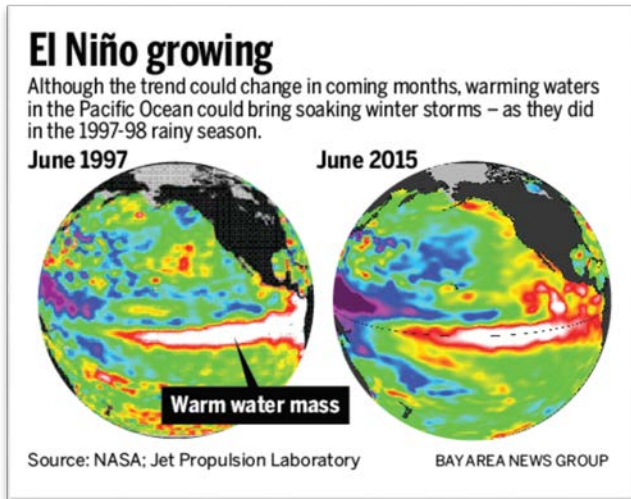 El Niño growing
Although the trend could change in coming months, warming waters
in the Pacific Ocean could bring soaking winter storms – as they did
in the 1997-98 rainy season.
June 1997
June 2015
Warm water mass
Source: NASA; Jet Propulsion Laboratory
BAY AREA NEWS GROUP